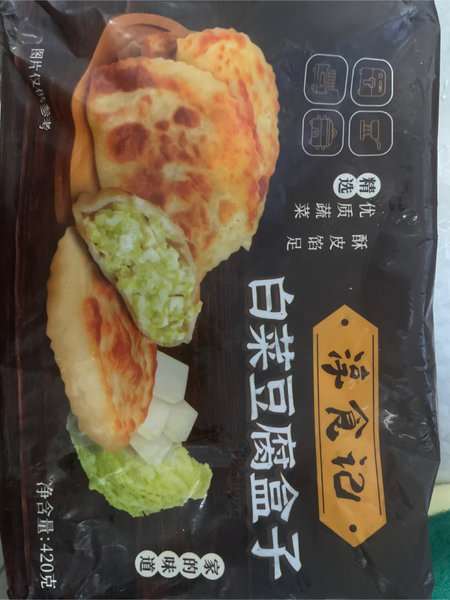 淳食记
白菜豆腐盒子
精选
优质蔬菜
酥皮馅足
家的味道
净含量:420克
图片仅供参考